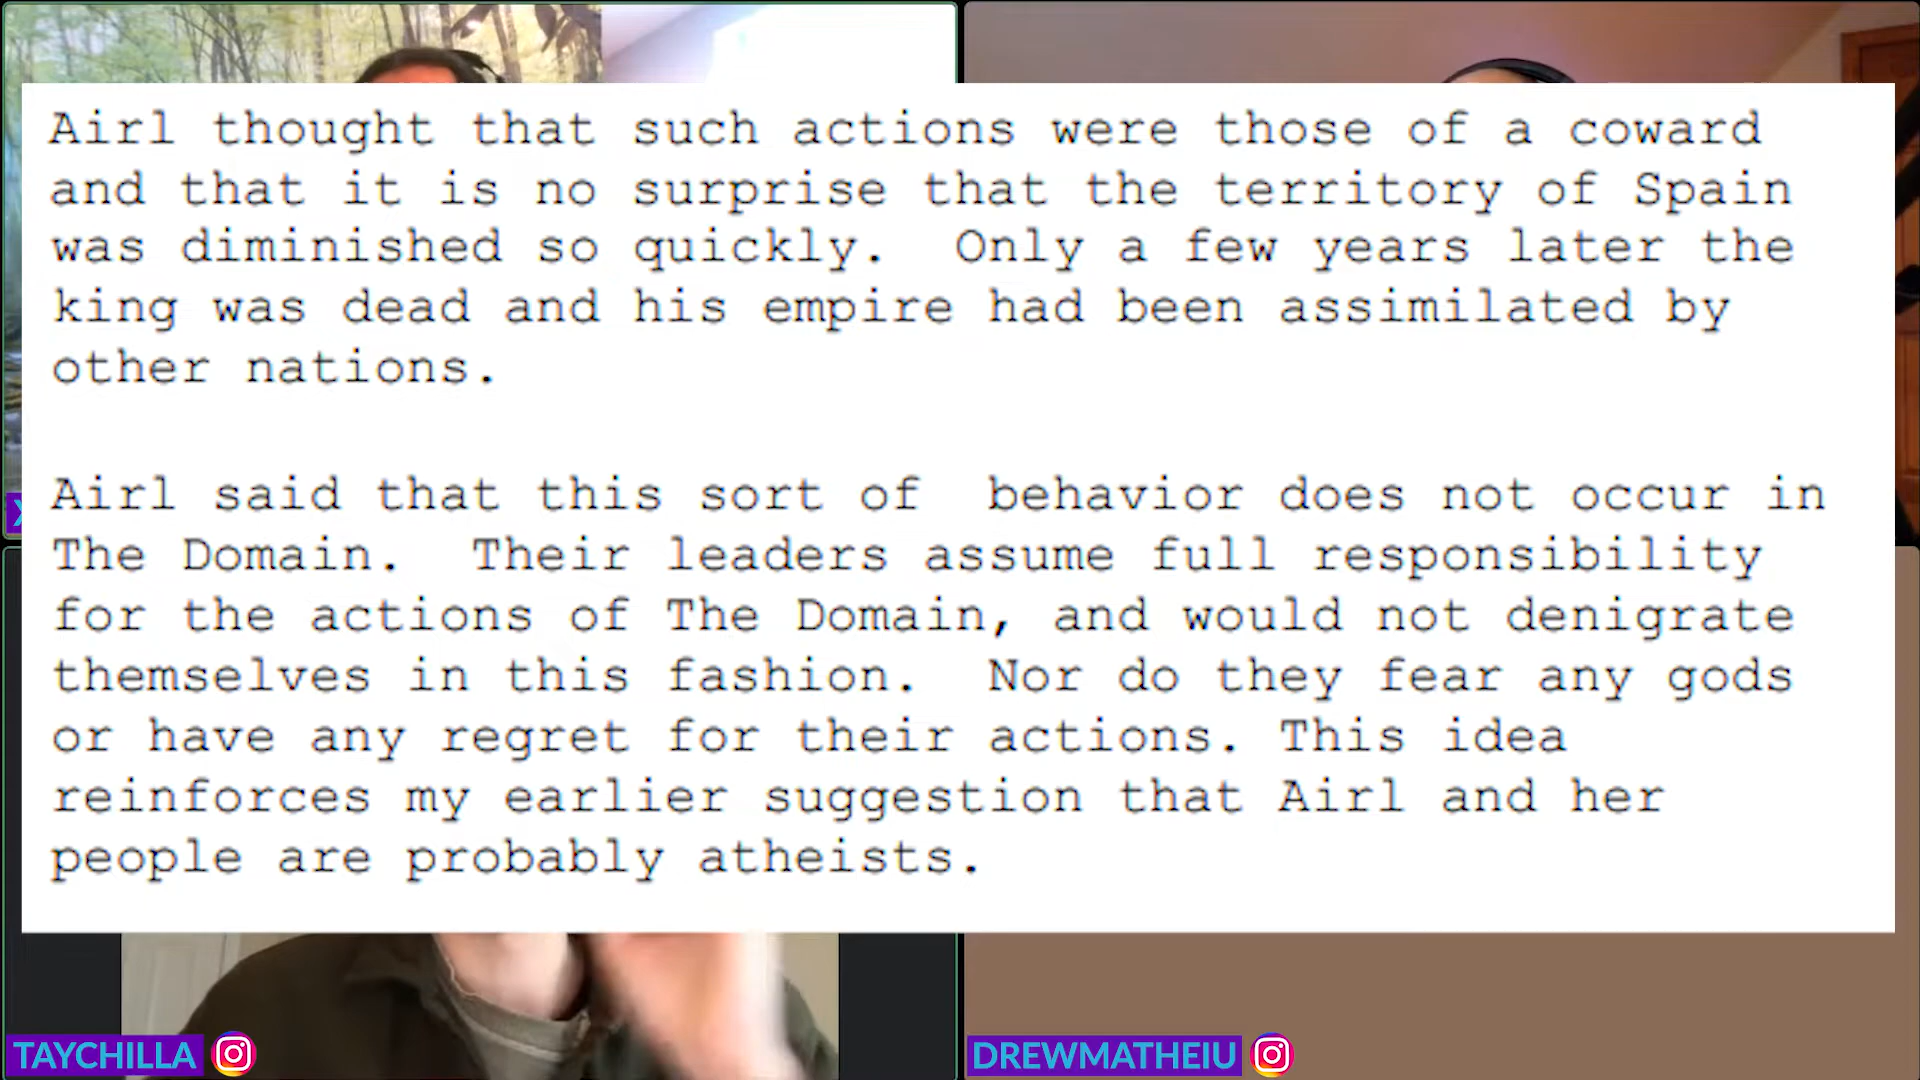 Airl thought that such actions were those of a coward
and that it is no surprise that the territory of Spain
was diminished so quickly.  Only a few years later the
king was dead and his empire had been assimilated by
other nations.
Airl said that this sort of  behavior does not occur in
The Domain.  Their leaders assume full responsibility
for the actions of The Domain, and would not denigrate
themselves in this fashion.  Nor do they fear any gods
or have any regret for their actions. This idea
reinforces my earlier suggestion that Airl and her
people are probably atheists.
TAYCHILLA
DREWMATHEIU